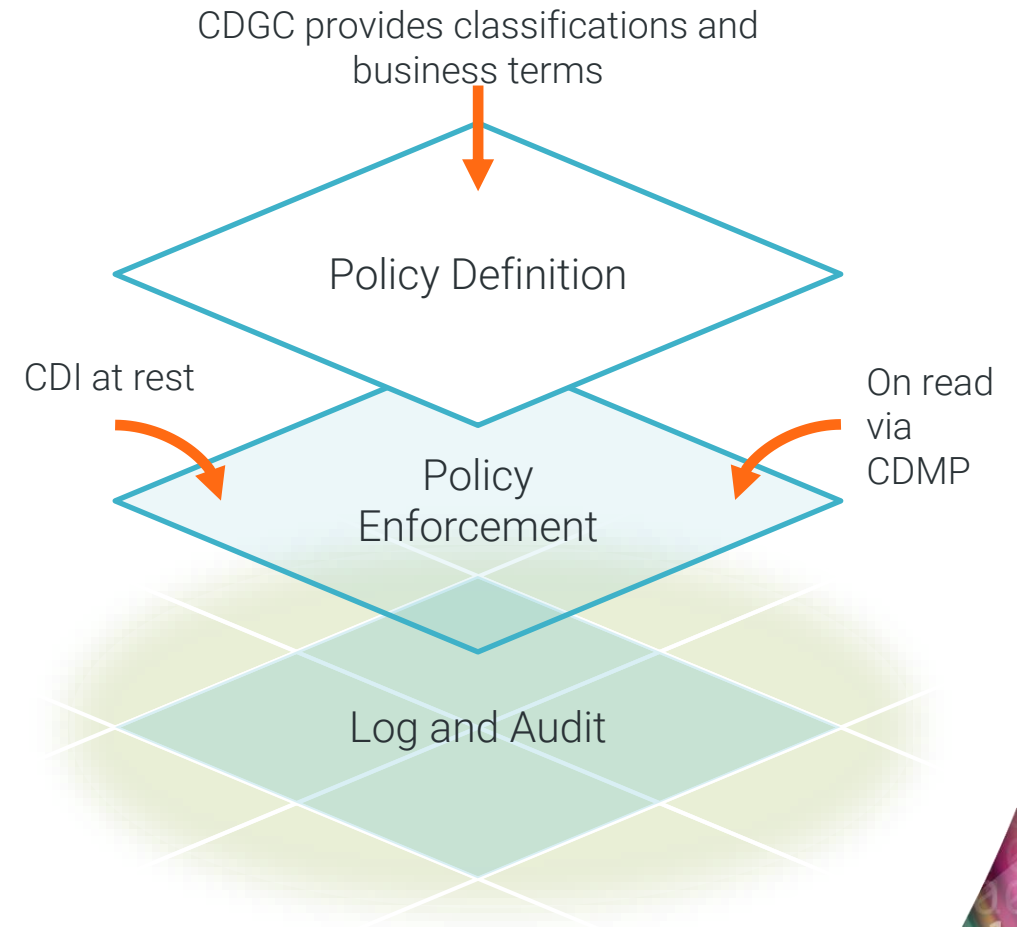 CDGC provides classifications and
business terms
Policy Definition
CDI at rest
On read
via
CDMP
Policy
Enforcement
Log and Audit